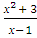 x² + 3
x − 1